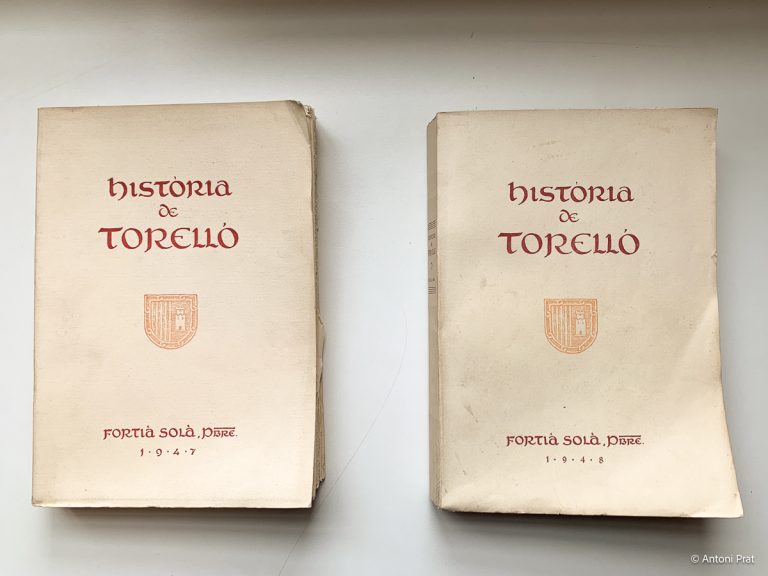 històRia
de
TORELLÓ
FORTIÀ SOLÀ, PBRE.
1·9·4·7
històRia
de
TORELLÓ
FORTIÀ SOLÀ, PBRE.
1·9·4·8
© Antoni Prat